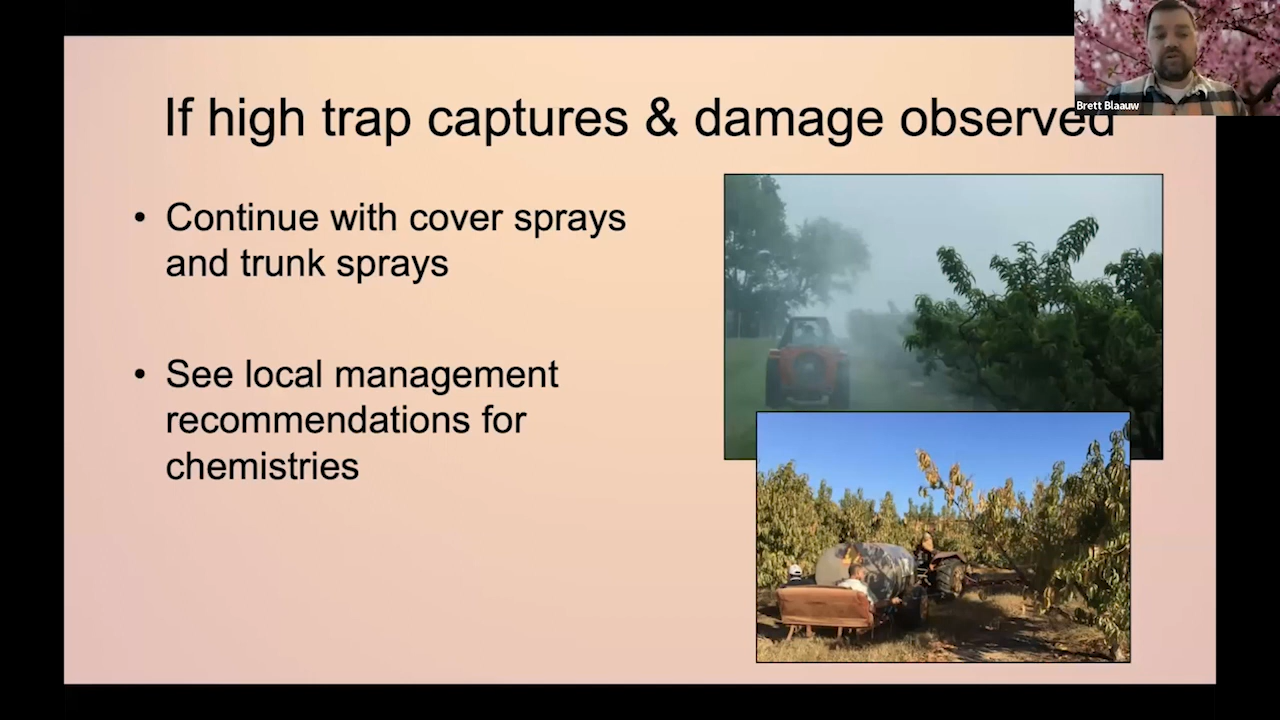 Brett Blaauw
If high trap captures & damage observed
• Continue with cover sprays
and trunk sprays
• See local management
recommendations for
chemistries